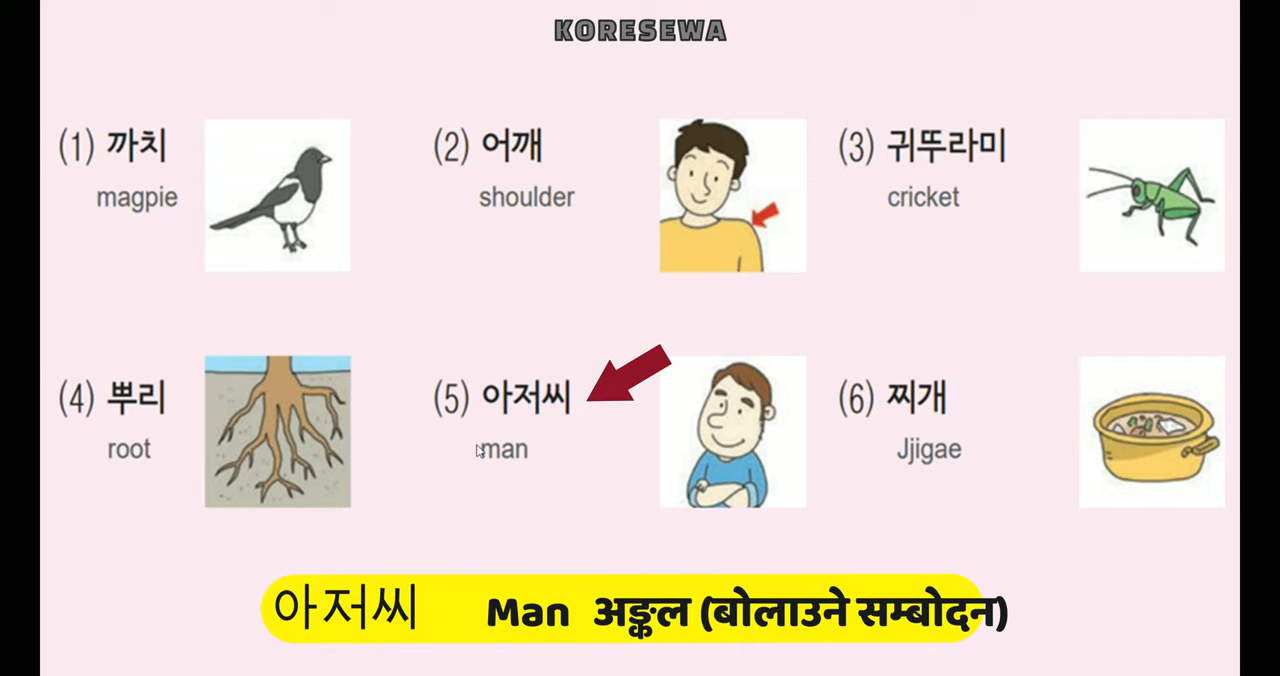 KORESEWA
(1) 까치
magpie
(2) 어깨
shoulder
(3) 귀뚜라미
cricket
(4) 뿌리
root
(5) 아저씨
man
(6) 찌개
Jjigae
아저씨 Man अङ्कल (बोलाउने सम्बोदन)